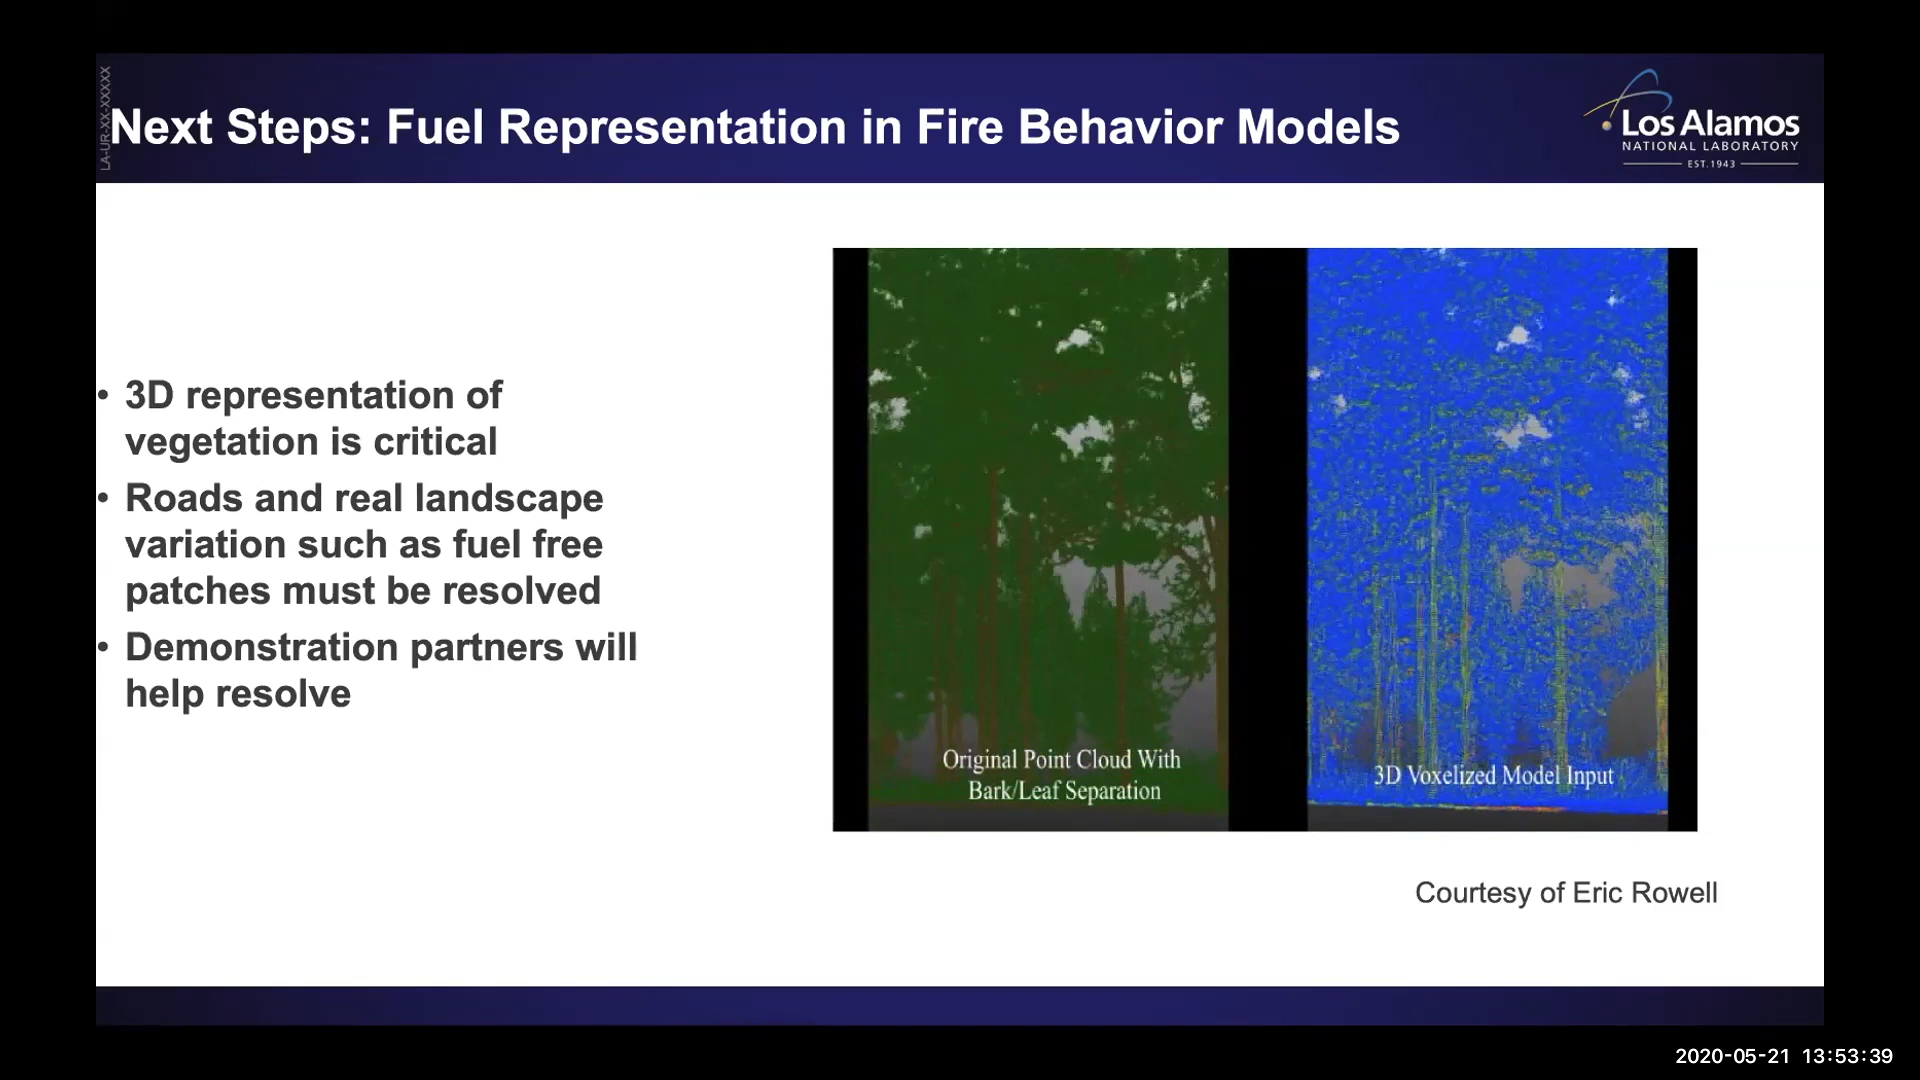 LA-UR-XX-XXXXX
Next Steps: Fuel Representation in Fire Behavior Models
Los Alamos
NATIONAL LABORATORY
EST.1943
• 3D representation of
vegetation is critical
• Roads and real landscape
variation such as fuel free
patches must be resolved
• Demonstration partners will
help resolve
Original Point Cloud With
Bark/Leaf Separation
3D Voxelized Model Input
Courtesy of Eric Rowell
2020-05-21 13:53:39